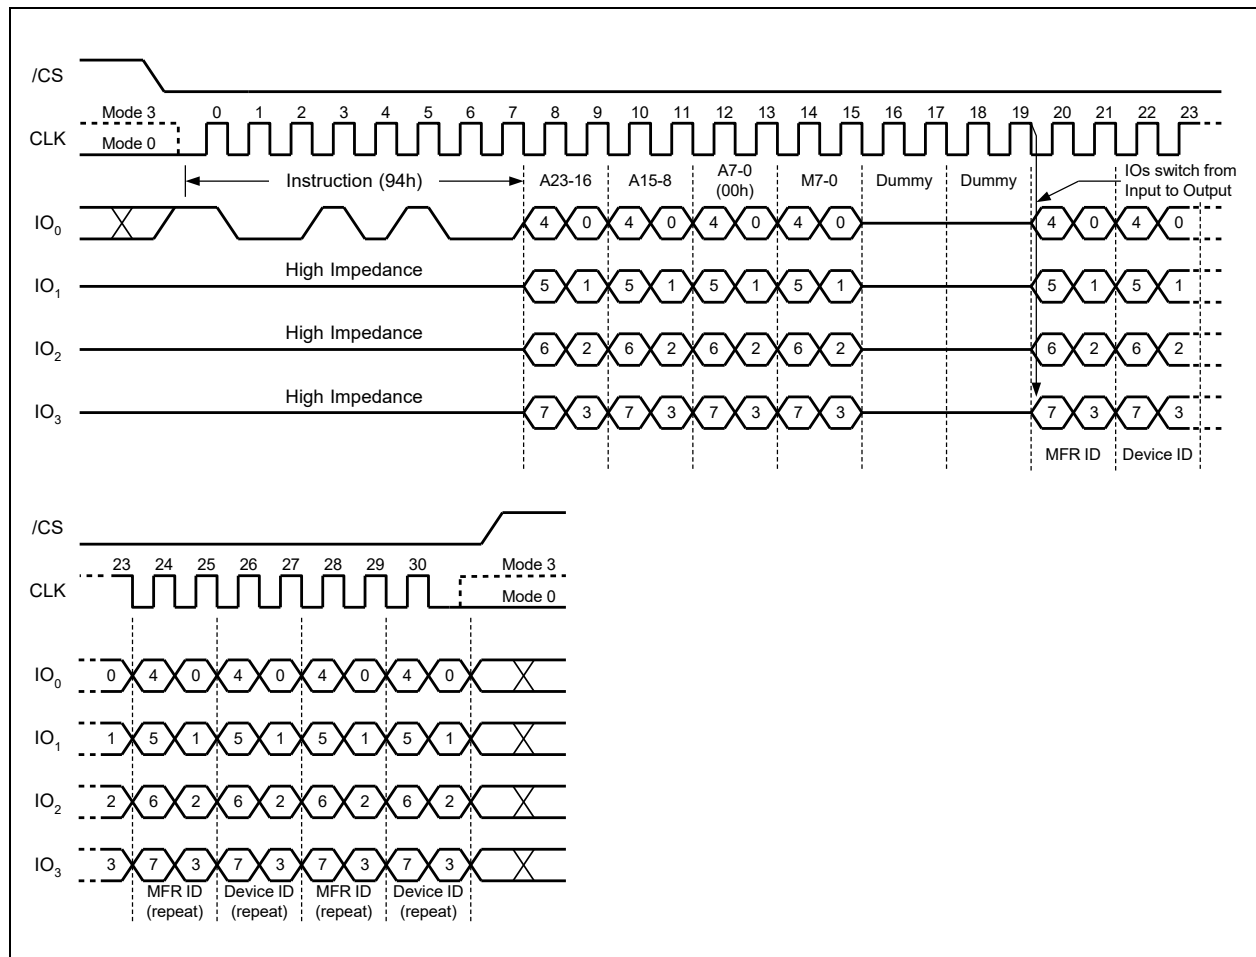 /CS
Mode 3 0 1 2 3 4 5 6 7 8 9 10 11 12 13 14 15 16 17 18 19 20 21 22 23
CLK Mode 0
Instruction (94h) A23-16 A15-8 A7-0 (00h) M7-0 Dummy Dummy IOs switch from
Input to Output
IO0 4 0 4 0 4 0 4 0 4 0 4 0
High Impedance
IO1 5 1 5 1 5 1 5 1 5 1 5 1
High Impedance
IO2 6 2 6 2 6 2 6 2 6 2 6 2
High Impedance
IO3 7 3 7 3 7 3 7 3 7 3 7 3
MFR ID Device ID
/CS
23 24 25 26 27 28 29 30 Mode 3
CLK Mode 0
IO0 0 4 0 4 0 4 0 4 0
IO1 1 5 1 5 1 5 1 5 1
IO2 2 6 2 6 2 6 2 6 2
IO3 3 7 3 7 3 7 3 7 3
MFR ID Device ID MFR ID Device ID
(repeat) (repeat) (repeat) (repeat)